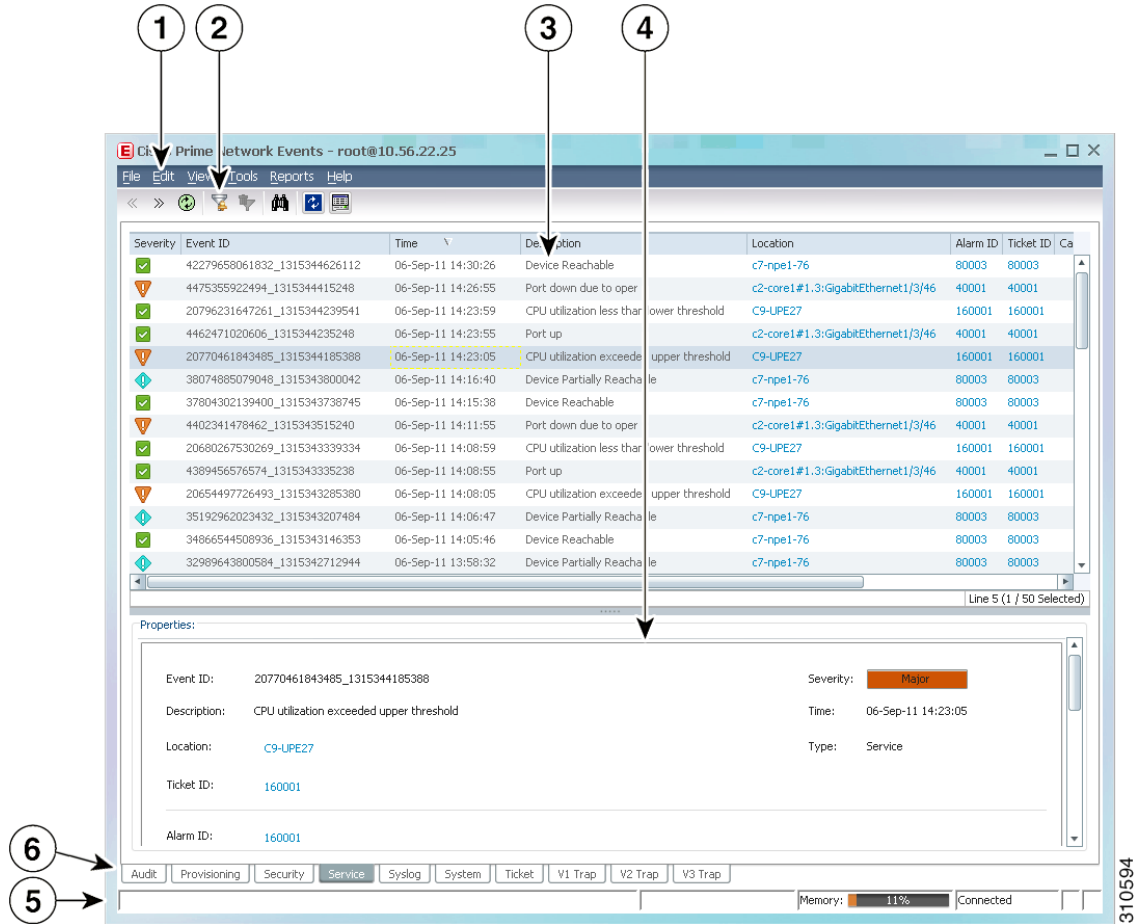 1 2 3 4
E Cis Prime Network Events - root@10.56.22.25
File Edit View Tools Reports Help
Severity Event ID Time Description Location Alarm ID Ticket ID Ca
42279658061832_1315344626112 06-Sep-11 14:30:26 Device Reachable c7-npe1-76 80003 80003
4475355922494_1315344415248 06-Sep-11 14:26:55 Port down due to oper c2-core1#1.3:GigabitEthernet1/3/46 40001 40001
20796231647261_1315344239541 06-Sep-11 14:23:59 CPU utilization less than lower threshold C9-UPE27 160001 160001
4462471020606_1315344235248 06-Sep-11 14:23:55 Port up c2-core1#1.3:GigabitEthernet1/3/46 40001 40001
20770461843485_1315344185388 06-Sep-11 14:23:05 CPU utilization exceeded upper threshold C9-UPE27 160001 160001
38074885079048_1315343800042 06-Sep-11 14:16:40 Device Partially Reachable c7-npe1-76 80003 80003
37804302139400_1315343738745 06-Sep-11 14:15:38 Device Reachable c7-npe1-76 80003 80003
4402341478462_1315343515240 06-Sep-11 14:11:55 Port down due to oper c2-core1#1.3:GigabitEthernet1/3/46 40001 40001
20680267530269_1315343339334 06-Sep-11 14:08:59 CPU utilization less than lower threshold C9-UPE27 160001 160001
4389456576574_1315343335238 06-Sep-11 14:08:55 Port up c2-core1#1.3:GigabitEthernet1/3/46 40001 40001
20654497726493_1315343285380 06-Sep-11 14:08:05 CPU utilization exceeded upper threshold C9-UPE27 160001 160001
35192962023432_1315343207484 06-Sep-11 14:06:47 Device Partially Reachable c7-npe1-76 80003 80003
34866544508936_1315343146353 06-Sep-11 14:05:46 Device Reachable c7-npe1-76 80003 80003
32989643800584_1315342712944 06-Sep-11 13:58:32 Device Partially Reachable c7-npe1-76 80003 80003
Line 5 (1 / 50 Selected)
Properties:
Event ID: 20770461843485_1315344185388 Severity: Major
Description: CPU utilization exceeded upper threshold Time: 06-Sep-11 14:23:05
Location: C9-UPE27 Type: Service
Ticket ID: 160001
Alarm ID: 160001
6
Audit Provisioning Security Service Syslog System Ticket V1 Trap V2 Trap V3 Trap
5
Memory: 11% Connected
310594